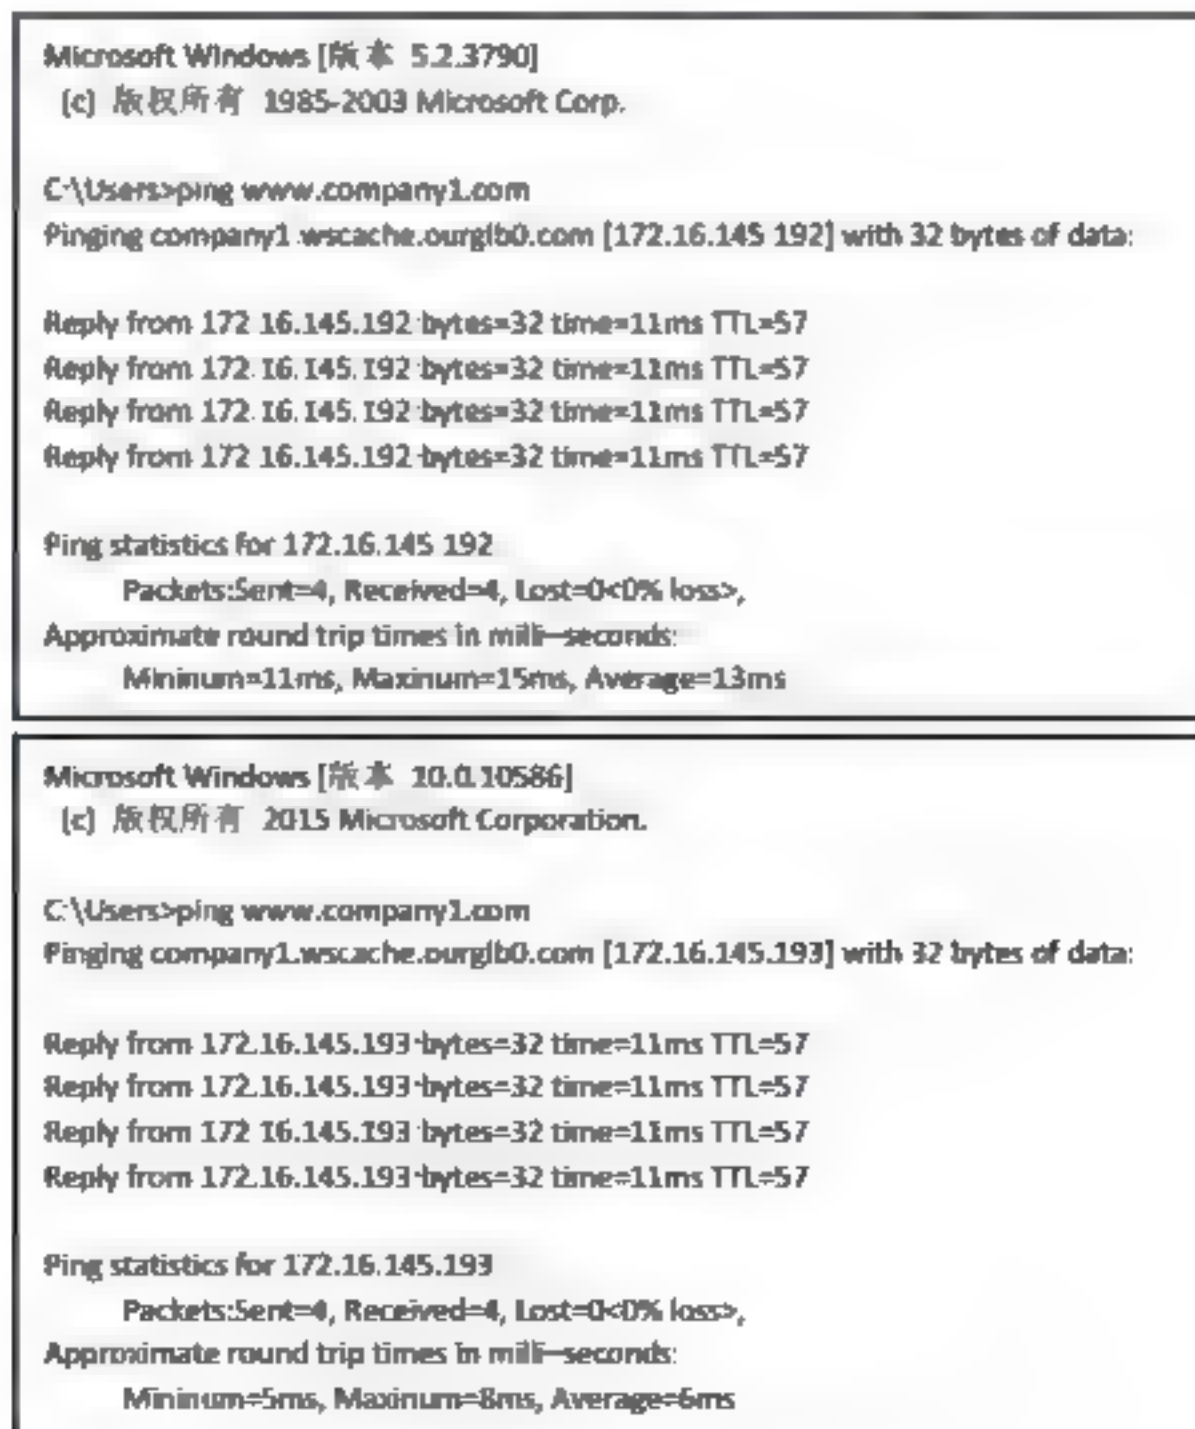 Microsoft Windows [版本 5.2.3790]
(c) 版权所有 1985-2003 Microsoft Corp.
C:\Users>ping www.company1.com
Pinging company1.wscache.ourglb0.com [172.16.145.192] with 32 bytes of data:
Reply from 172.16.145.192 bytes=32 time=11ms TTL=57
Reply from 172.16.145.192 bytes=32 time=11ms TTL=57
Reply from 172.16.145.192 bytes=32 time=11ms TTL=57
Reply from 172.16.145.192 bytes=32 time=11ms TTL=57
Ping statistics for 172.16.145.192
Packets:Sent=4, Received=4, Lost=0<0% loss>,
Approximate round trip times in milli-seconds:
Mininum=11ms, Maxinum=15ms, Average=13ms
Microsoft Windows [版本 10.0.10586]
(c) 版权所有 2015 Microsoft Corporation.
C:\Users>ping www.company1.com
Pinging company1.wscache.ourglb0.com [172.16.145.193] with 32 bytes of data:
Reply from 172.16.145.193 bytes=32 time=11ms TTL=57
Reply from 172.16.145.193 bytes=32 time=11ms TTL=57
Reply from 172.16.145.193 bytes=32 time=11ms TTL=57
Reply from 172.16.145.193 bytes=32 time=11ms TTL=57
Ping statistics for 172.16.145.193
Packets:Sent=4, Received=4, Lost=0<0% loss>,
Approximate round trip times in milli-seconds:
Mininum=5ms, Maxinum=8ms, Average=6ms